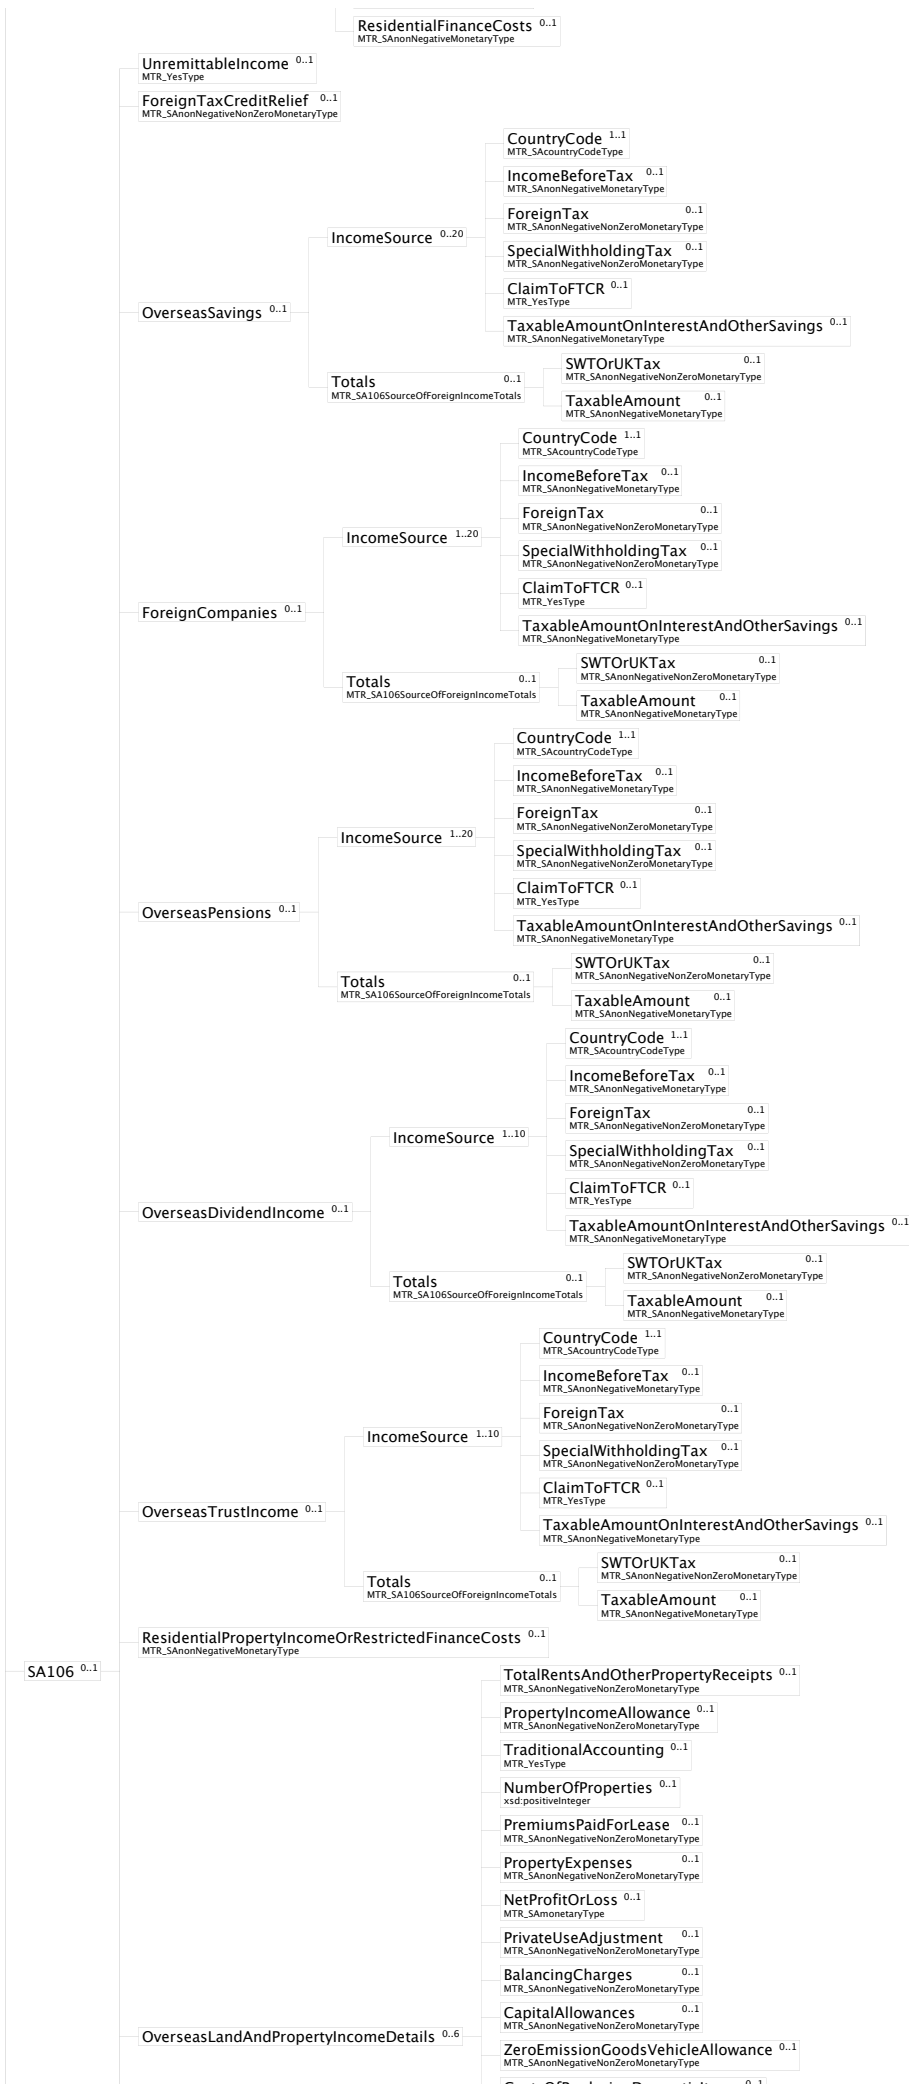 ResidentialFinanceCosts 0..1
MTR_SAnonNegativeMonetaryType
UnremittableIncome 0..1
MTR_YesType
ForeignTaxCreditRelief 0..1
MTR_SAnonNegativeNonZeroMonetaryType
CountryCode 1..1
MTR_SAcountryCodeType
IncomeBeforeTax 0..1
MTR_SAnonNegativeMonetaryType
ForeignTax 0..1
MTR_SAnonNegativeNonZeroMonetaryType
IncomeSource 0..20
SpecialWithholdingTax 0..1
MTR_SAnonNegativeNonZeroMonetaryType
ClaimToFTCR 0..1
MTR_YesType
OverseasSavings 0..1
TaxableAmountOnInterestAndOtherSavings 0..1
MTR_SAnonNegativeMonetaryType
SWTOrUKTax 0..1
MTR_SAnonNegativeNonZeroMonetaryType
Totals 0..1
MTR_SA106SourceOfForeignIncomeTotals
TaxableAmount 0..1
MTR_SAnonNegativeMonetaryType
CountryCode 1..1
MTR_SAcountryCodeType
IncomeBeforeTax 0..1
MTR_SAnonNegativeMonetaryType
ForeignTax 0..1
MTR_SAnonNegativeNonZeroMonetaryType
IncomeSource 1..20
SpecialWithholdingTax 0..1
MTR_SAnonNegativeNonZeroMonetaryType
ClaimToFTCR 0..1
MTR_YesType
ForeignCompanies 0..1
TaxableAmountOnInterestAndOtherSavings 0..1
MTR_SAnonNegativeMonetaryType
SWTOrUKTax 0..1
MTR_SAnonNegativeNonZeroMonetaryType
Totals 0..1
MTR_SA106SourceOfForeignIncomeTotals
TaxableAmount 0..1
MTR_SAnonNegativeMonetaryType
CountryCode 1..1
MTR_SAcountryCodeType
IncomeBeforeTax 0..1
MTR_SAnonNegativeMonetaryType
ForeignTax 0..1
MTR_SAnonNegativeNonZeroMonetaryType
IncomeSource 1..20
SpecialWithholdingTax 0..1
MTR_SAnonNegativeNonZeroMonetaryType
ClaimToFTCR 0..1
MTR_YesType
OverseasPensions 0..1
TaxableAmountOnInterestAndOtherSavings 0..1
MTR_SAnonNegativeMonetaryType
SWTOrUKTax 0..1
MTR_SAnonNegativeNonZeroMonetaryType
Totals 0..1
MTR_SA106SourceOfForeignIncomeTotals
TaxableAmount 0..1
MTR_SAnonNegativeMonetaryType
CountryCode 1..1
MTR_SAcountryCodeType
IncomeBeforeTax 0..1
MTR_SAnonNegativeMonetaryType
ForeignTax 0..1
MTR_SAnonNegativeNonZeroMonetaryType
IncomeSource 1..10
SpecialWithholdingTax 0..1
MTR_SAnonNegativeNonZeroMonetaryType
ClaimToFTCR 0..1
MTR_YesType
OverseasDividendIncome 0..1
TaxableAmountOnInterestAndOtherSavings 0..1
MTR_SAnonNegativeMonetaryType
SWTOrUKTax 0..1
MTR_SAnonNegativeNonZeroMonetaryType
Totals 0..1
MTR_SA106SourceOfForeignIncomeTotals
TaxableAmount 0..1
MTR_SAnonNegativeMonetaryType
CountryCode 1..1
MTR_SAcountryCodeType
IncomeBeforeTax 0..1
MTR_SAnonNegativeMonetaryType
ForeignTax 0..1
MTR_SAnonNegativeNonZeroMonetaryType
IncomeSource 1..10
SpecialWithholdingTax 0..1
MTR_SAnonNegativeNonZeroMonetaryType
ClaimToFTCR 0..1
MTR_YesType
OverseasTrustIncome 0..1
TaxableAmountOnInterestAndOtherSavings 0..1
MTR_SAnonNegativeMonetaryType
SWTOrUKTax 0..1
MTR_SAnonNegativeNonZeroMonetaryType
Totals 0..1
MTR_SA106SourceOfForeignIncomeTotals
TaxableAmount 0..1
MTR_SAnonNegativeMonetaryType
ResidentialPropertyIncomeOrRestrictedFinanceCosts 0..1
MTR_SAnonNegativeMonetaryType
SA106 0..1
TotalRentsAndOtherPropertyReceipts 0..1
MTR_SAnonNegativeNonZeroMonetaryType
PropertyIncomeAllowance 0..1
MTR_SAnonNegativeNonZeroMonetaryType
TraditionalAccounting 0..1
MTR_YesType
NumberOfProperties 0..1
xsd:positiveInteger
PremiumsPaidForLease 0..1
MTR_SAnonNegativeNonZeroMonetaryType
PropertyExpenses 0..1
MTR_SAnonNegativeNonZeroMonetaryType
NetProfitOrLoss 0..1
MTR_SAmonetaryType
PrivateUseAdjustment 0..1
MTR_SAnonNegativeNonZeroMonetaryType
BalancingCharges 0..1
MTR_SAnonNegativeNonZeroMonetaryType
CapitalAllowances 0..1
MTR_SAnonNegativeNonZeroMonetaryType
OverseasLandAndPropertyIncomeDetails 0..6
ZeroEmissionGoodsVehicleAllowance 0..1
MTR_SAnonNegativeNonZeroMonetaryType
0..1